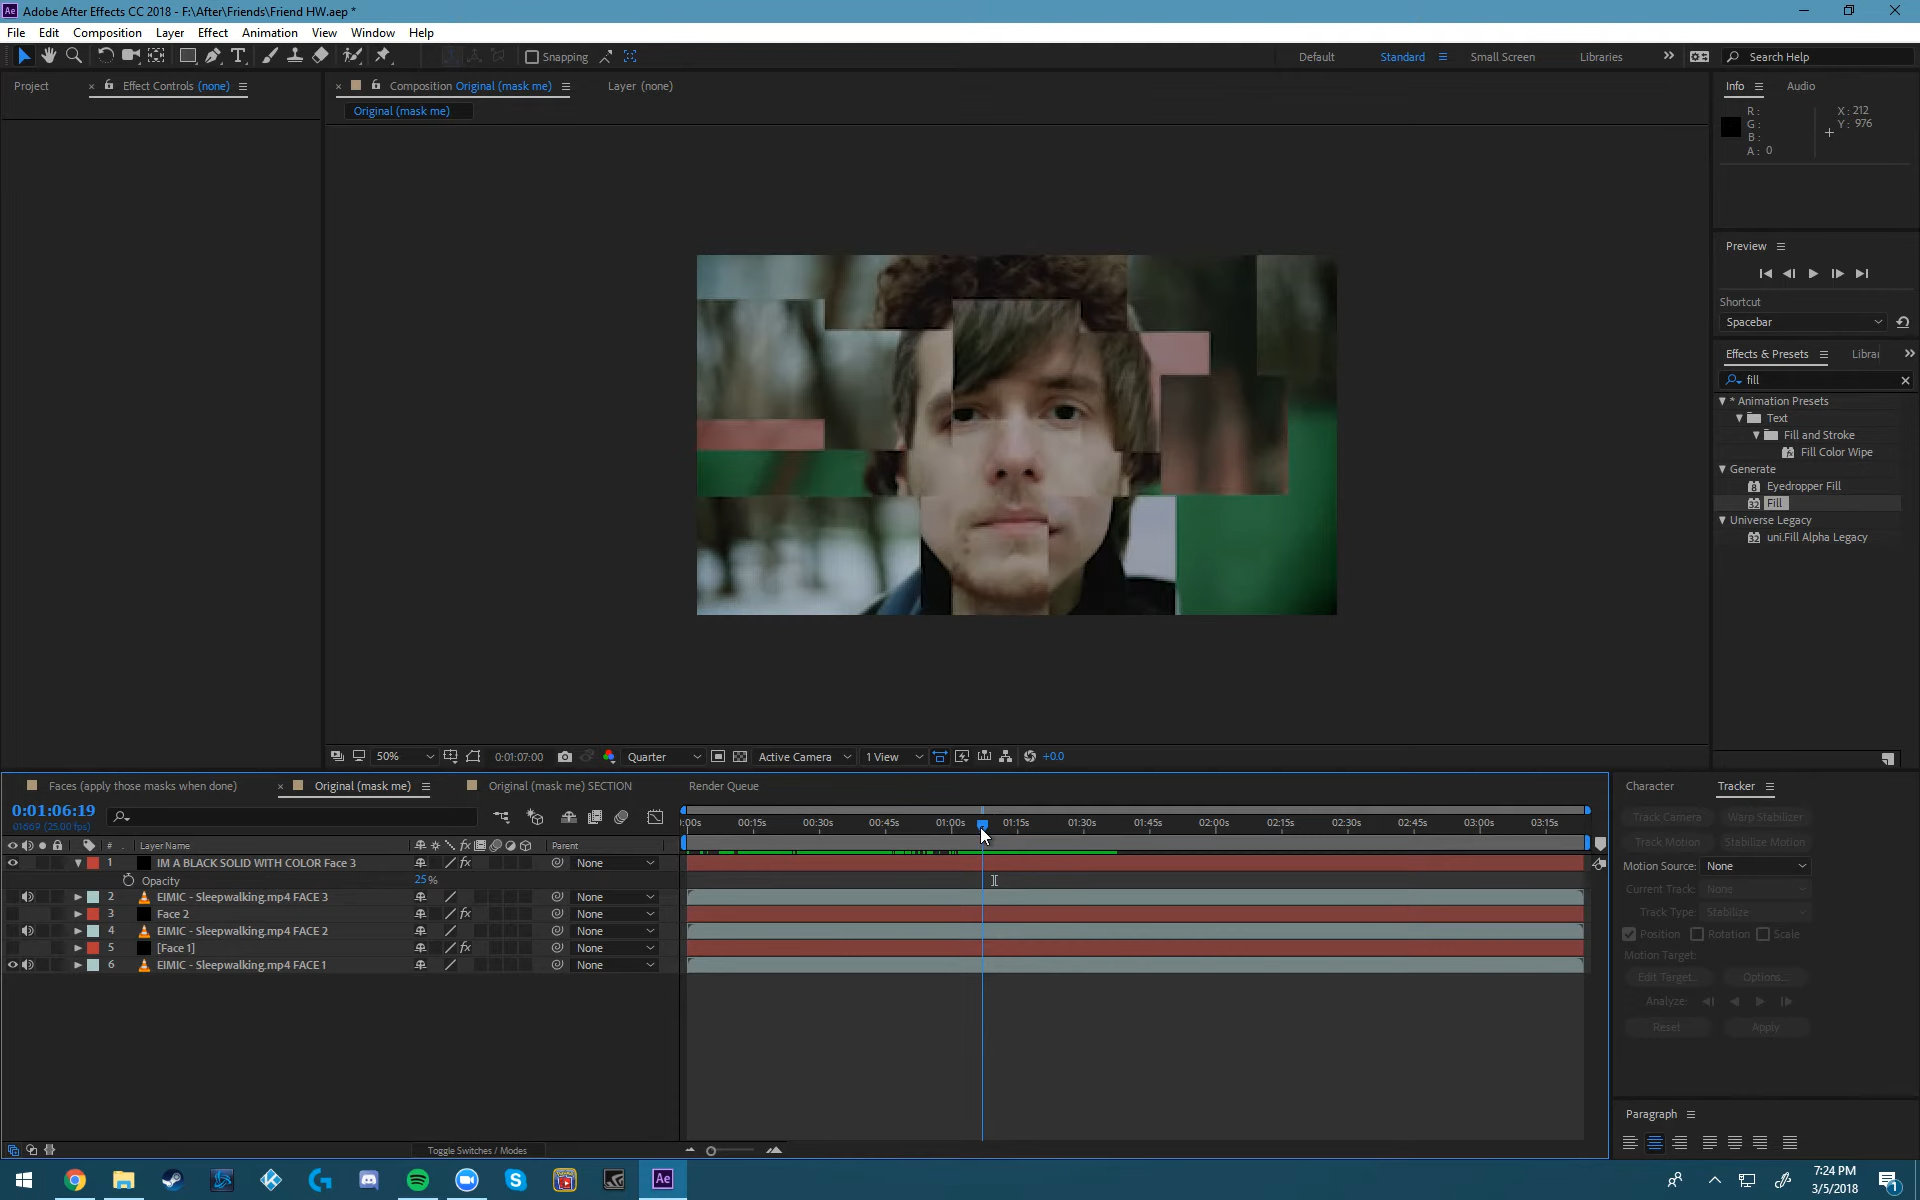 Adobe After Effects CC 2018 - F:\After\Friends\Friend HW.aep *
File Edit Composition Layer Effect Animation View Window Help
Snapping Default Standard Small Screen Libraries Search Help
Project Effect Controls (none) Composition Original (mask me) Layer (none) Info Audio
Original (mask me)
R : X : 212
G : Y : 976
B :
A : 0
Preview
Shortcut
Spacebar
Effects & Presets Librai
fill
* Animation Presets
Text
Fill and Stroke
Fill Color Wipe
Generate
Eyedropper Fill
Fill
Universe Legacy
uni.Fill Alpha Legacy
50% 0:01:07:00 Quarter Active Camera 1 View +0.0
Faces (apply those masks when done) Original (mask me) Original (mask me) SECTION Render Queue
0:01:06:19
01669 (25.00 fps)
):00s 00:15s 00:30s 00:45s 01:00s 01:15s 01:30s 01:45s 02:00s 02:15s 02:30s 02:45s 03:00s 03:15s
# Layer Name fx Parent
1 IM A BLACK SOLID WITH COLOR Face 3 fx None
Opacity 25%
2 EIMIC - Sleepwalking.mp4 FACE 3 None
3 Face 2 fx None
4 EIMIC - Sleepwalking.mp4 FACE 2 None
5 [Face 1] fx None
6 EIMIC - Sleepwalking.mp4 FACE 1 None
Toggle Switches / Modes
Character Tracker
Track Camera Warp Stabilizer
Track Motion Stabilize Motion
Motion Source: None
Current Track: None
Track Type: Stabilize
Position Rotation Scale
Motion Target:
Edit Target... Options...
Analyze:
Reset Apply
Paragraph
Ae
7:24 PM
3/5/2018
1